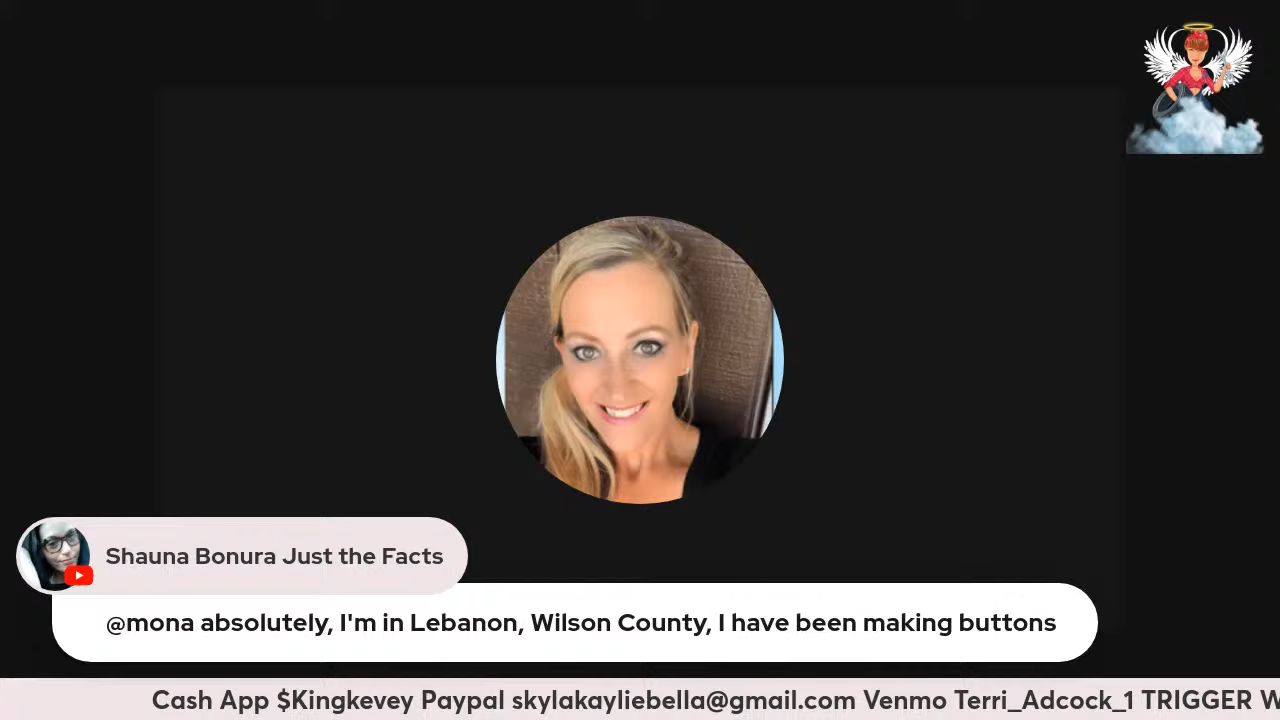 Shauna Bonura Just the Facts
@mona absolutely, I'm in Lebanon, Wilson County, I have been making buttons
Cash App $Kingkevey Paypal skylakayliebella@gmail.com Venmo Terri_Adcock_1 TRIGGER